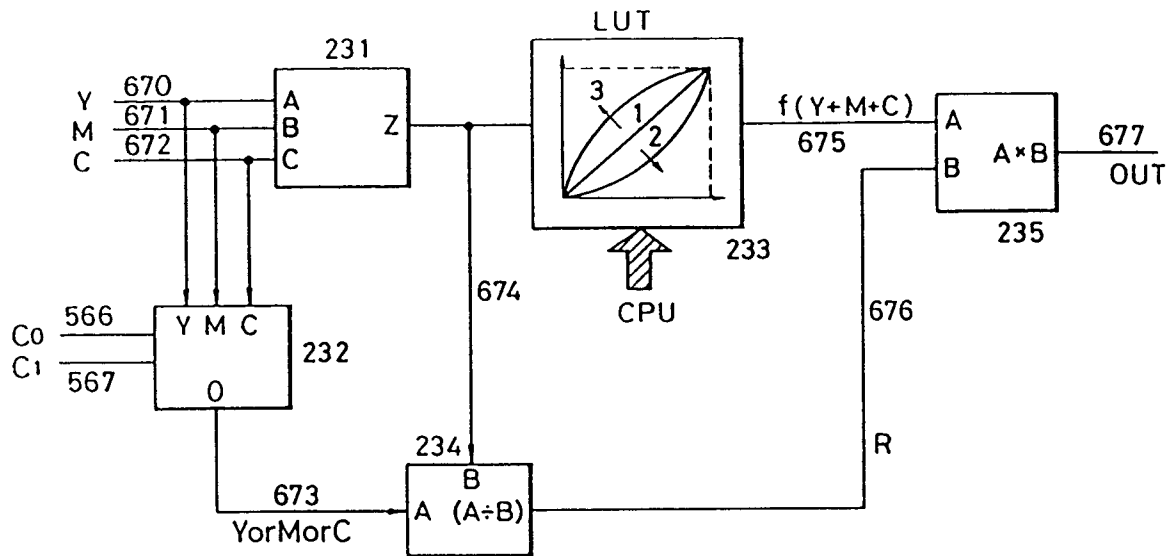 LUT
231
Y 670 A
M 671 B Z
C 672 C
3 1 2
f(Y+M+C)
675
A
B A×B
677
OUT
235
233
CPU
674
676
C0 566
C1 567
Y M C
232
O
673
YorMorC
234
B
A (A÷B)
R